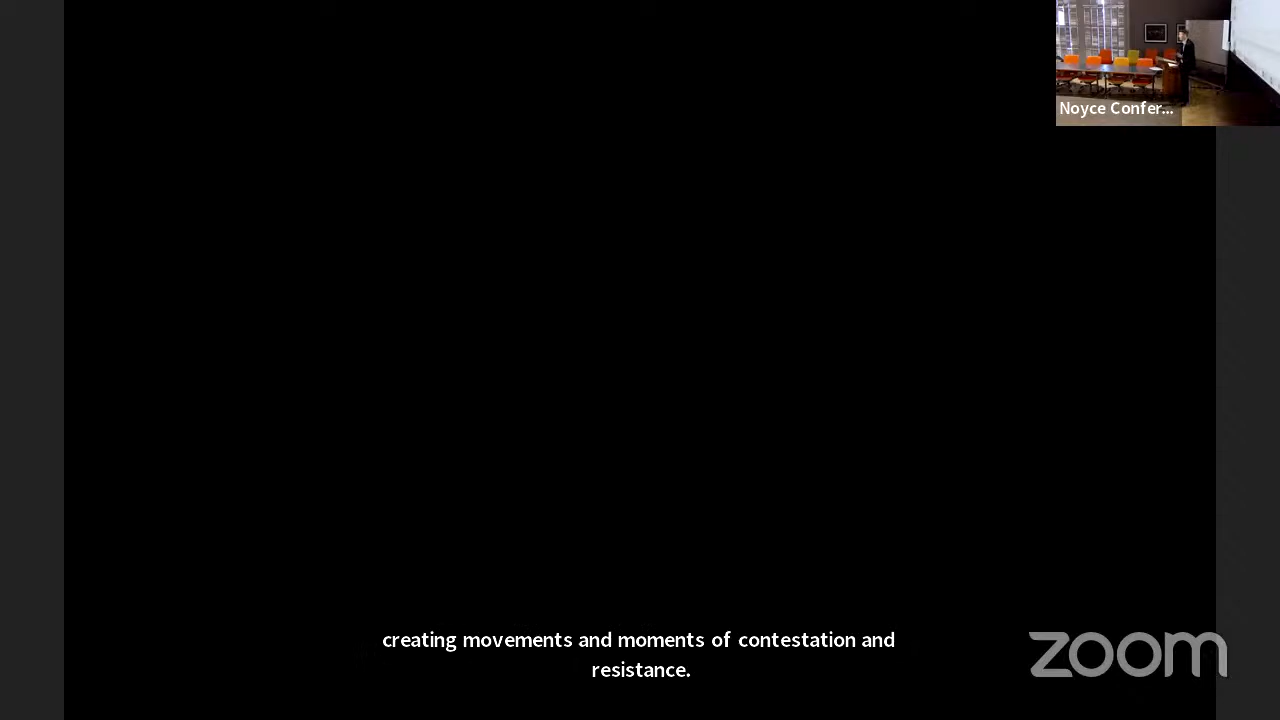 Noyce Confer...
creating movements and moments of contestation and
resistance.
zoom